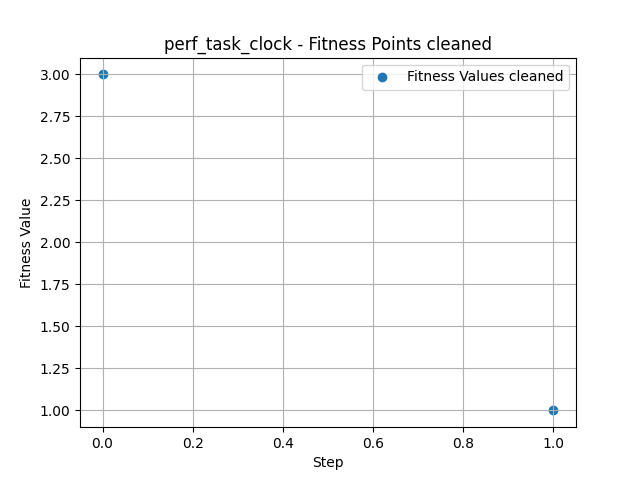 perf_task_clock - Fitness Points cleaned
Fitness Values cleaned
3.00
2.75
2.50
2.25
2.00
1.75
1.50
1.25
1.00
Fitness Value
0.0 0.2 0.4 0.6 0.8 1.0
Step